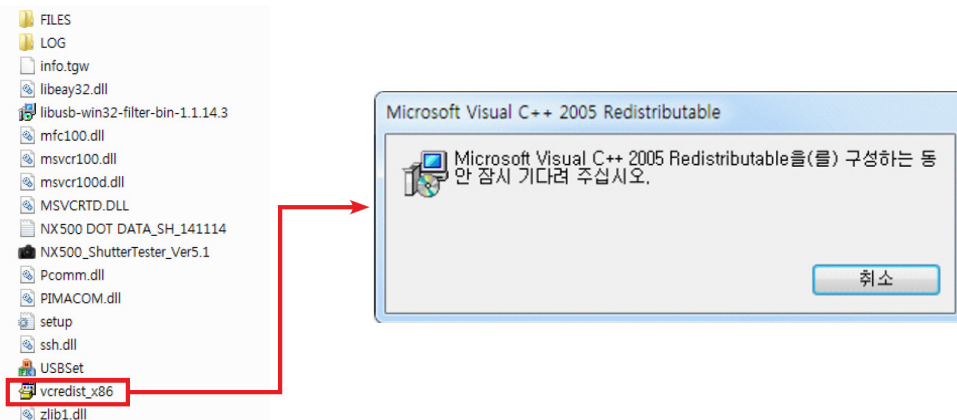 FILES
LOG
info.tgw
libeay32.dll
libusb-win32-filter-bin-1.1.14.3
mfc100.dll
msvcr100.dll
msvcr100d.dll
MSVCRTD.DLL
NX500 DOT DATA_SH_141114
NX500_ShutterTester_Ver5.1
Pcomm.dll
PIMACOM.dll
setup
ssh.dll
USBSet
vcredist_x86
zlib1.dll
Microsoft Visual C++ 2005 Redistributable
Microsoft Visual C++ 2005 Redistributable을(를) 구성하는 동
안 잠시 기다려 주십시오.
취소